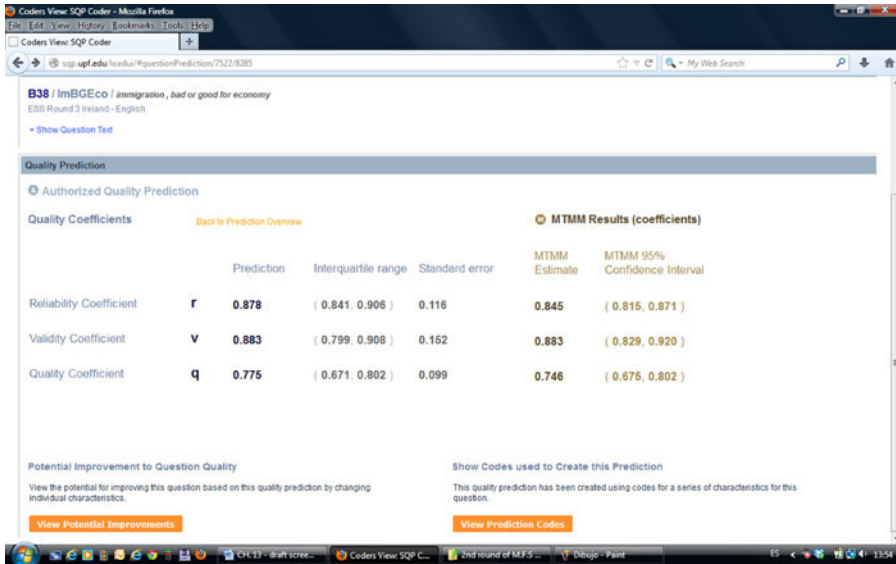 Coders View: SQP Coder - Mozilla Firefox
File Edit View History Bookmarks Tools Help
Coders View: SQP Coder
sqp.upf.edu/loadui/#questionPrediction/7522/8285
My Web Search
B38 / ImBGEco / immigration , bad or good for economy
ESS Round 3 Ireland - English
Show Question Text
Quality Prediction
Authorized Quality Prediction
Quality Coefficients Back to Prediction Overview MTMM Results (coefficients)
Prediction Interquartile range Standard error MTMM Estimate MTMM 95% Confidence Interval
Reliability Coefficient r 0.878 ( 0.841, 0.906 ) 0.116 0.845 ( 0.815, 0.871 )
Validity Coefficient v 0.883 ( 0.799, 0.908 ) 0.152 0.883 ( 0.829, 0.920 )
Quality Coefficient q 0.775 ( 0.671, 0.802 ) 0.099 0.746 ( 0.675, 0.802 )
Potential Improvement to Question Quality
View the potential for improving this question based on this quality prediction by changing
individual characteristics.
View Potential Improvements
Show Codes used to Create this Prediction
This quality prediction has been created using codes for a series of characteristics for this
question.
View Prediction Codes
CH. 13 - draft scree... Coders View: SQP C... 2nd round of M.F.S ... Dibujo - Paint ES 13:54